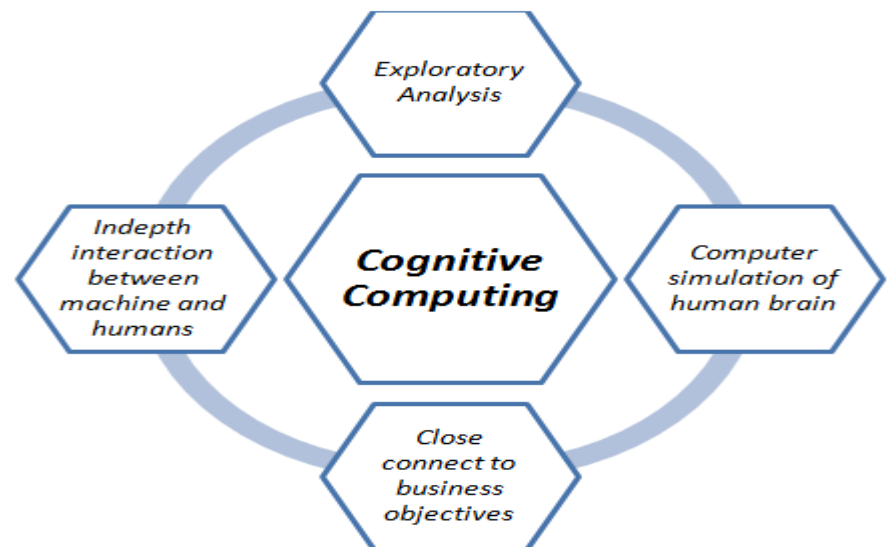 Exploratory
Analysis
Indepth
interaction
between
machine and
humans
Cognitive
Computing
Computer
simulation of
human brain
Close
connect to
business
objectives